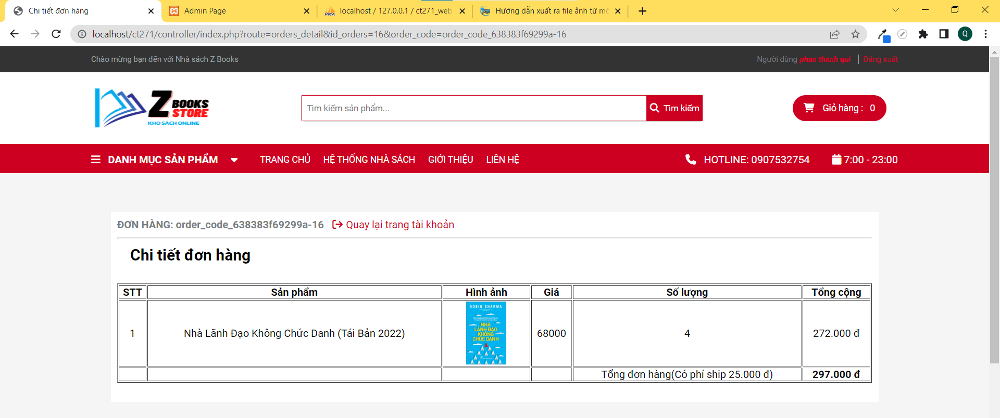 Chi tiết đơn hàng
Admin Page
localhost / 127.0.0.1 / ct271_web
Hướng dẫn xuất ra file ảnh từ
localhost/ct271/controller/index.php?route=orders_detail&id_orders=16&order_code=order_code_638383f69299a-16
Q
Chào mừng bạn đến với Nhà sách Z Books
Người dùng phan thanh qui | Đăng xuất
Z BOOKS STORE
KHO SÁCH ONLINE
Tìm kiếm sản phẩm...
Tìm kiếm
Giỏ hàng : 0
DANH MỤC SẢN PHẨM
TRANG CHỦ
HỆ THỐNG NHÀ SÁCH
GIỚI THIỆU
LIÊN HỆ
HOTLINE: 0907532754
7:00 - 23:00
ĐƠN HÀNG: order_code_638383f69299a-16 Quay lại trang tài khoản
Chi tiết đơn hàng
STT Sản phẩm Hình ảnh Giá Số lượng Tổng cộng
1 Nhà Lãnh Đạo Không Chức Danh (Tái Bản 2022) 68000 4 272.000 đ
ROBIN SHARMA
NHÀ
LÃNH ĐẠO
KHÔNG
CHỨC DANH
Tổng đơn hàng(Có phí ship 25.000 đ) 297.000 đ